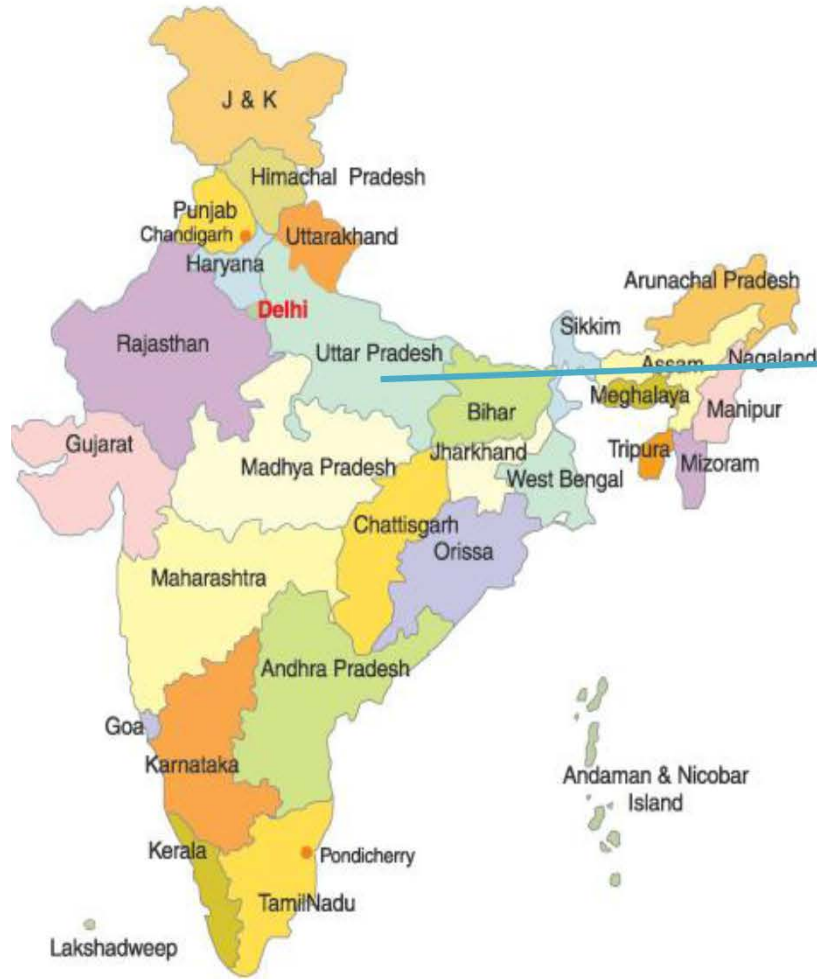 J & K
Himachal Pradesh
Punjab
Chandigarh
Uttarakhand
Haryana
Delhi
Arunachal Pradesh
Sikkim
Rajasthan
Uttar Pradesh
Assam
Nagaland
Meghalaya
Manipur
Bihar
Gujarat
Madhya Pradesh
Jharkhand
Tripura
Mizoram
West Bengal
Chattisgarh
Orissa
Maharashtra
Andhra Pradesh
Goa
Karnataka
Andaman & Nicobar
Island
Kerala
Pondicherry
TamilNadu
Lakshadweep